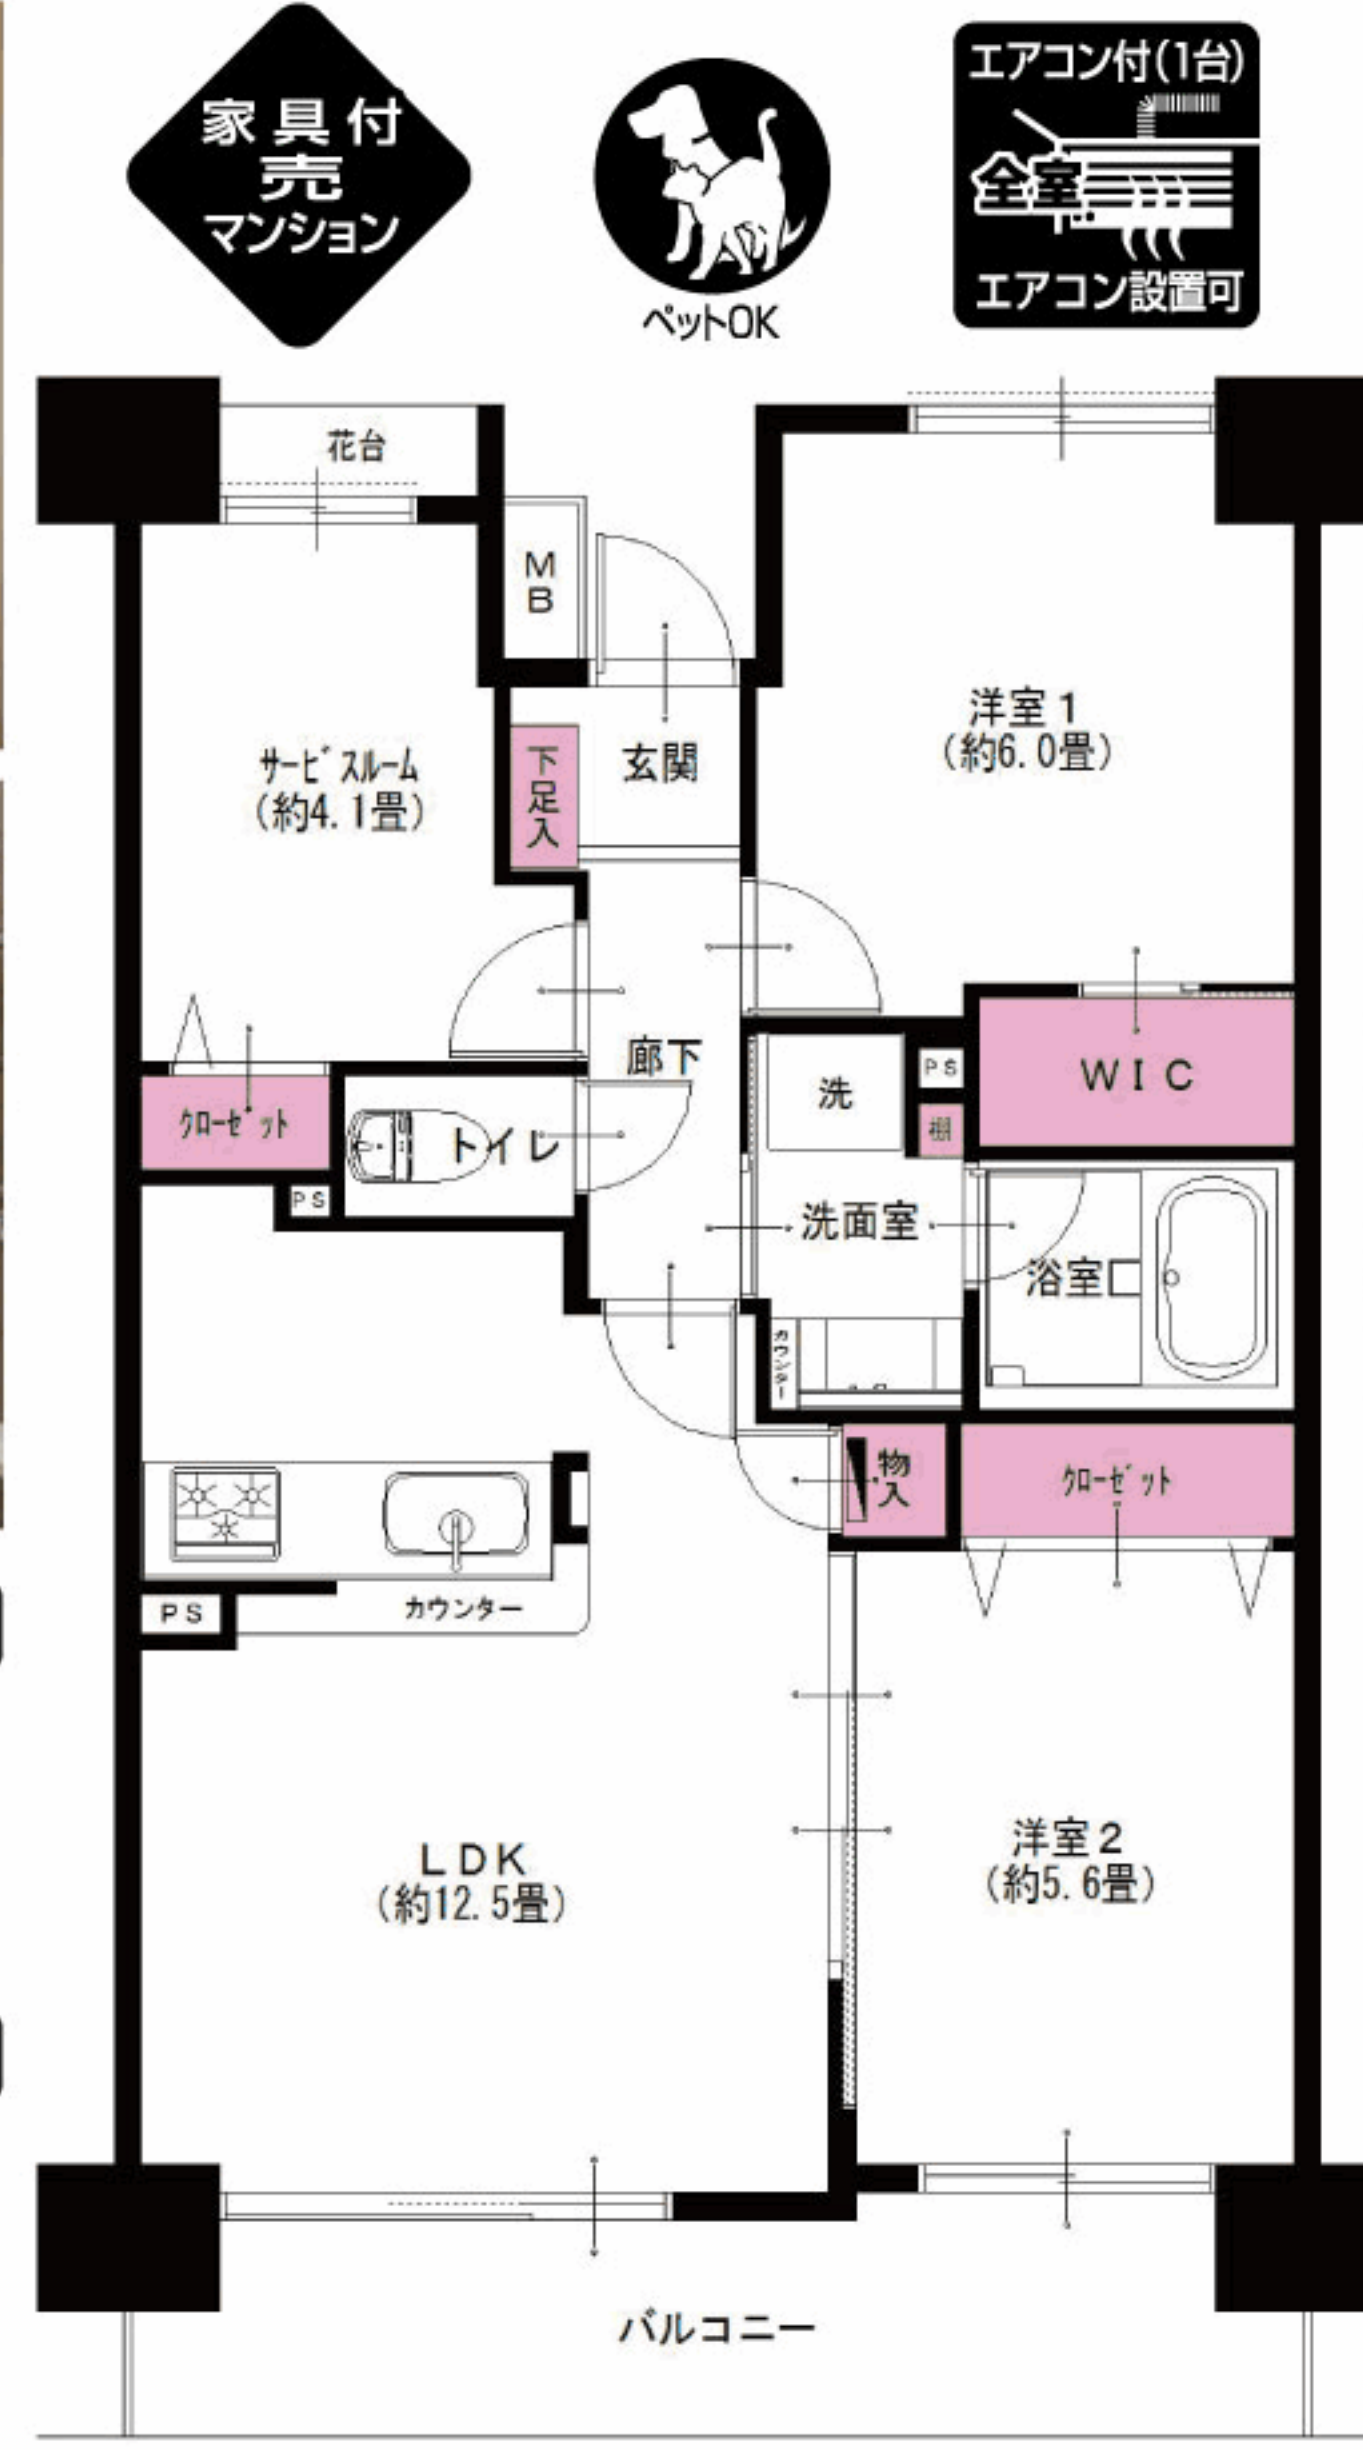 家具付
売
マンション
ペットOK
エアコン付(1台)
全室
エアコン設置可
花台
MB
洋室1
(約6.0畳)
サービスルーム
(約4.1畳)
下足入
玄関
廊下
洗
PS
WIC
棚
クローゼット
トイレ
PS
洗面室
浴室
カウンター
物入
クローゼット
PS
カウンター
LDK
(約12.5畳)
洋室2
(約5.6畳)
バルコニー